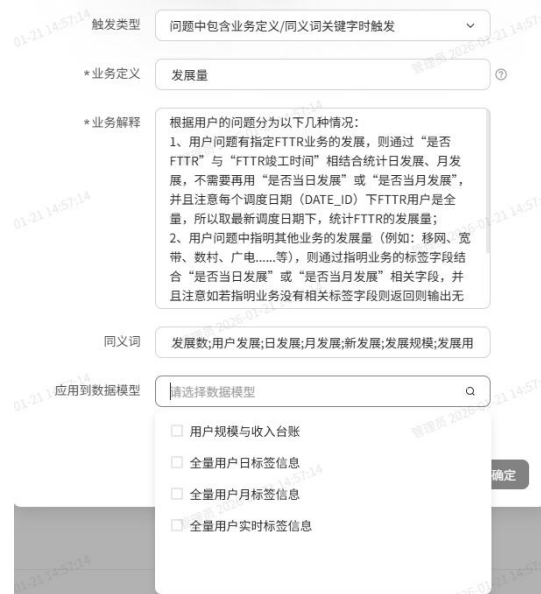 触发类型 问题中包含业务定义/同义词关键字时触发
*业务定义 发展量
*业务解释 根据用户的问题分为以下几种情况：
1、用户问题有指定FTTR业务的发展，则通过“是否
FTTR”与“FTTR竣工时间”相结合统计日发展、月发
展，不需要再用“是否当日发展”或“是否当月发展”，
并且注意每个调度日期（DATE_ID）下FTTR用户是全
量，所以取最新调度日期下，统计FTTR的发展量；
2、用户问题中指明其他业务的发展量（例如：移网、宽
带、数村、广电......等），则通过指明业务的标签字段结
合“是否当日发展”或“是否当月发展”相关字段，并
且注意如若指明业务没有相关标签字段则返回则输出无
同义词 发展数;用户发展;日发展;月发展;新发展;发展规模;发展用
应用到数据模型 请选择数据模型
用户规模与收入台账
全量用户日标签信息
全量用户月标签信息
全量用户实时标签信息
确定
管理员 2026-01-21 14:57:14